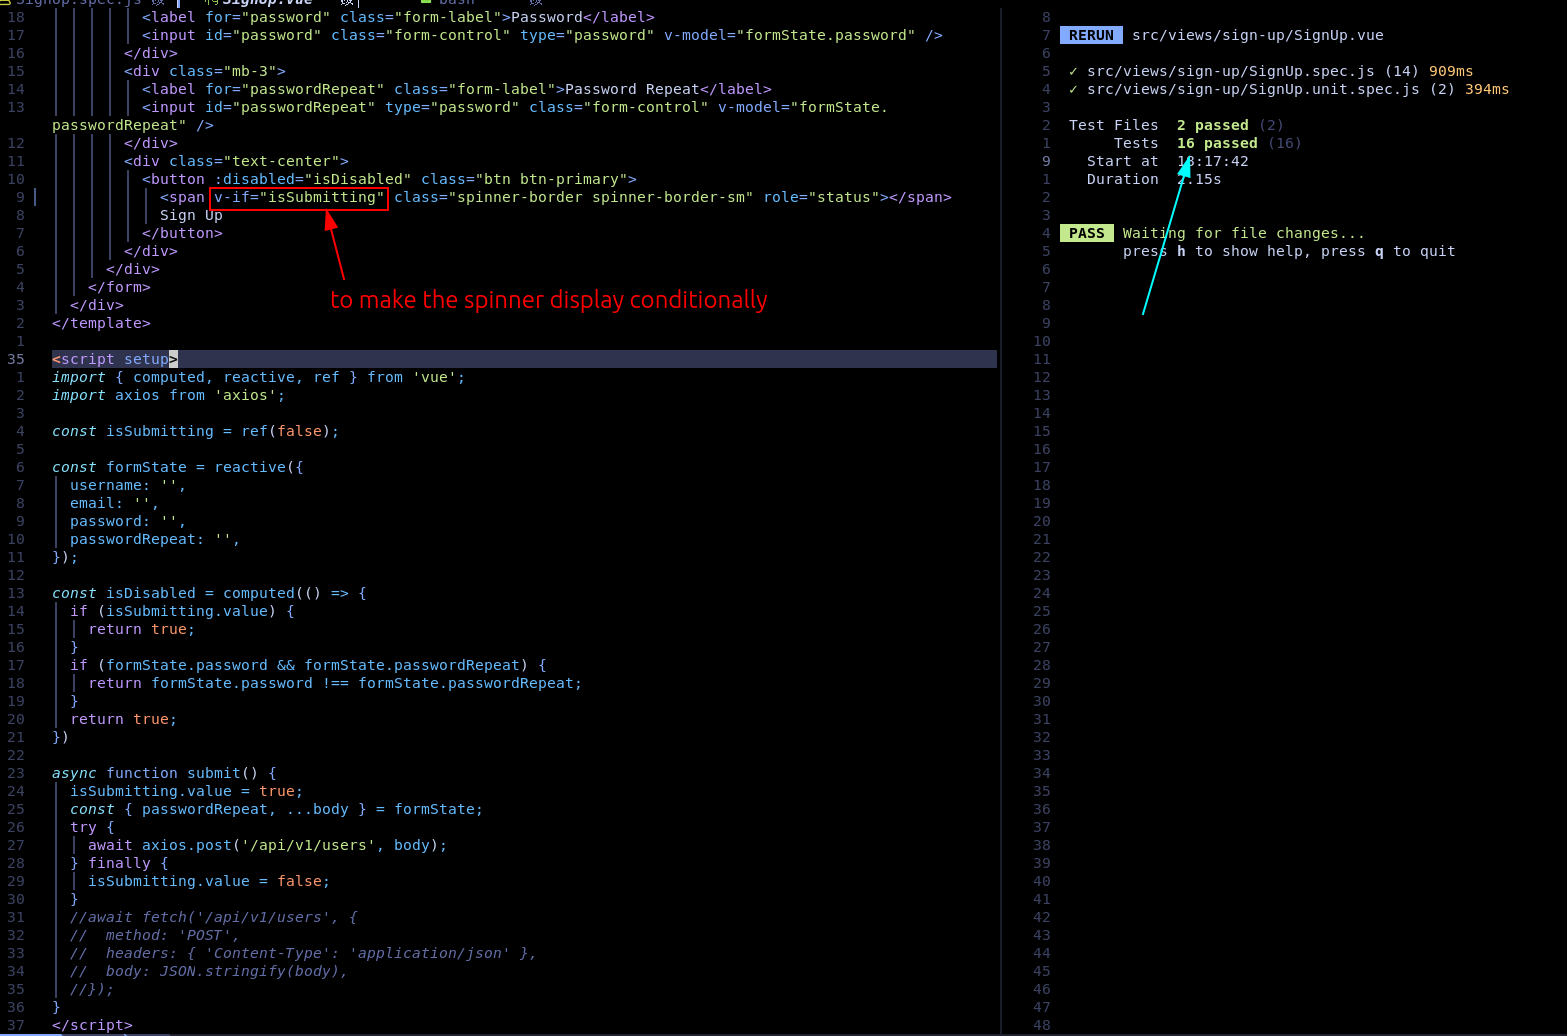 SignUp.spec.js SignUp.vue bash
18 <label for="password" class="form-label">Password</label>
17 <input id="password" class="form-control" type="password" v-model="formState.password" />
16 </div>
15 <div class="mb-3">
14 <label for="passwordRepeat" class="form-label">Password Repeat</label>
13 <input id="passwordRepeat" type="password" class="form-control" v-model="formState.
passwordRepeat" />
12 </div>
11 <div class="text-center">
10 <button :disabled="isDisabled" class="btn btn-primary">
9 <span v-if="isSubmitting" class="spinner-border spinner-border-sm" role="status"></span>
8 Sign Up
7 </button>
6 </div>
5 </div>
4 </form>
3 </div>
2 </template>
1
to make the spinner display conditionally
35 <script setup>
1 import { computed, reactive, ref } from 'vue';
2 import axios from 'axios';
3
4 const isSubmitting = ref(false);
5
6 const formState = reactive({
7 username: '',
8 email: '',
9 password: '',
10 passwordRepeat: '',
11 });
12
13 const isDisabled = computed(() => {
14 if (isSubmitting.value) {
15 return true;
16 }
17 if (formState.password && formState.passwordRepeat) {
18 return formState.password !== formState.passwordRepeat;
19 }
20 return true;
21 })
22
23 async function submit() {
24 isSubmitting.value = true;
25 const { passwordRepeat, ...body } = formState;
26 try {
27 await axios.post('/api/v1/users', body);
28 } finally {
29 isSubmitting.value = false;
30 }
31 //await fetch('/api/v1/users', {
32 //  method: 'POST',
33 //  headers: { 'Content-Type': 'application/json' },
34 //  body: JSON.stringify(body),
35 //});
36 }
37 </script>
8
7 RERUN src/views/sign-up/SignUp.vue
6
5 ✓ src/views/sign-up/SignUp.spec.js (14) 909ms
4 ✓ src/views/sign-up/SignUp.unit.spec.js (2) 394ms
3
2 Test Files 2 passed (2)
1 Tests 16 passed (16)
9 Start at 18:17:42
1 Duration 2.15s
2
3
4 PASS Waiting for file changes...
5 press h to show help, press q to quit
6
7
8
9
10
11
12
13
14
15
16
17
18
19
20
21
22
23
24
25
26
27
28
29
30
31
32
33
34
35
36
37
38
39
40
41
42
43
44
45
46
47
48